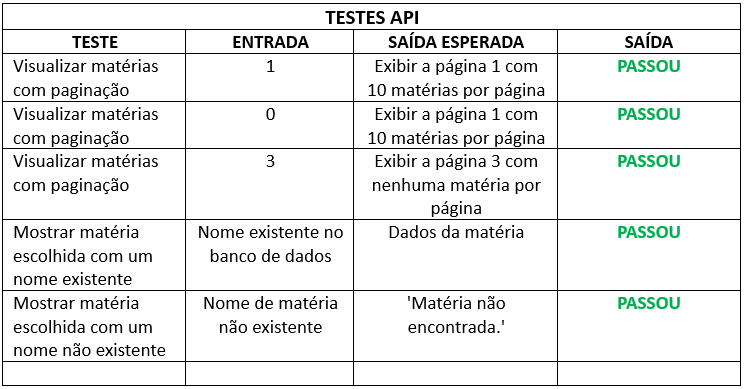 TESTES API
TESTE ENTRADA SAÍDA ESPERADA SAÍDA
Visualizar matérias 1 Exibir a página 1 com PASSOU
com paginação 10 matérias por página
Visualizar matérias 0 Exibir a página 1 com PASSOU
com paginação 10 matérias por página
Visualizar matérias 3 Exibir a página 3 com PASSOU
com paginação nenhuma matéria por
página
Mostrar matéria Nome existente no Dados da matéria PASSOU
escolhida com um banco de dados
nome existente
Mostrar matéria Nome de matéria 'Matéria não PASSOU
escolhida com um não existente encontrada.'
nome não existente